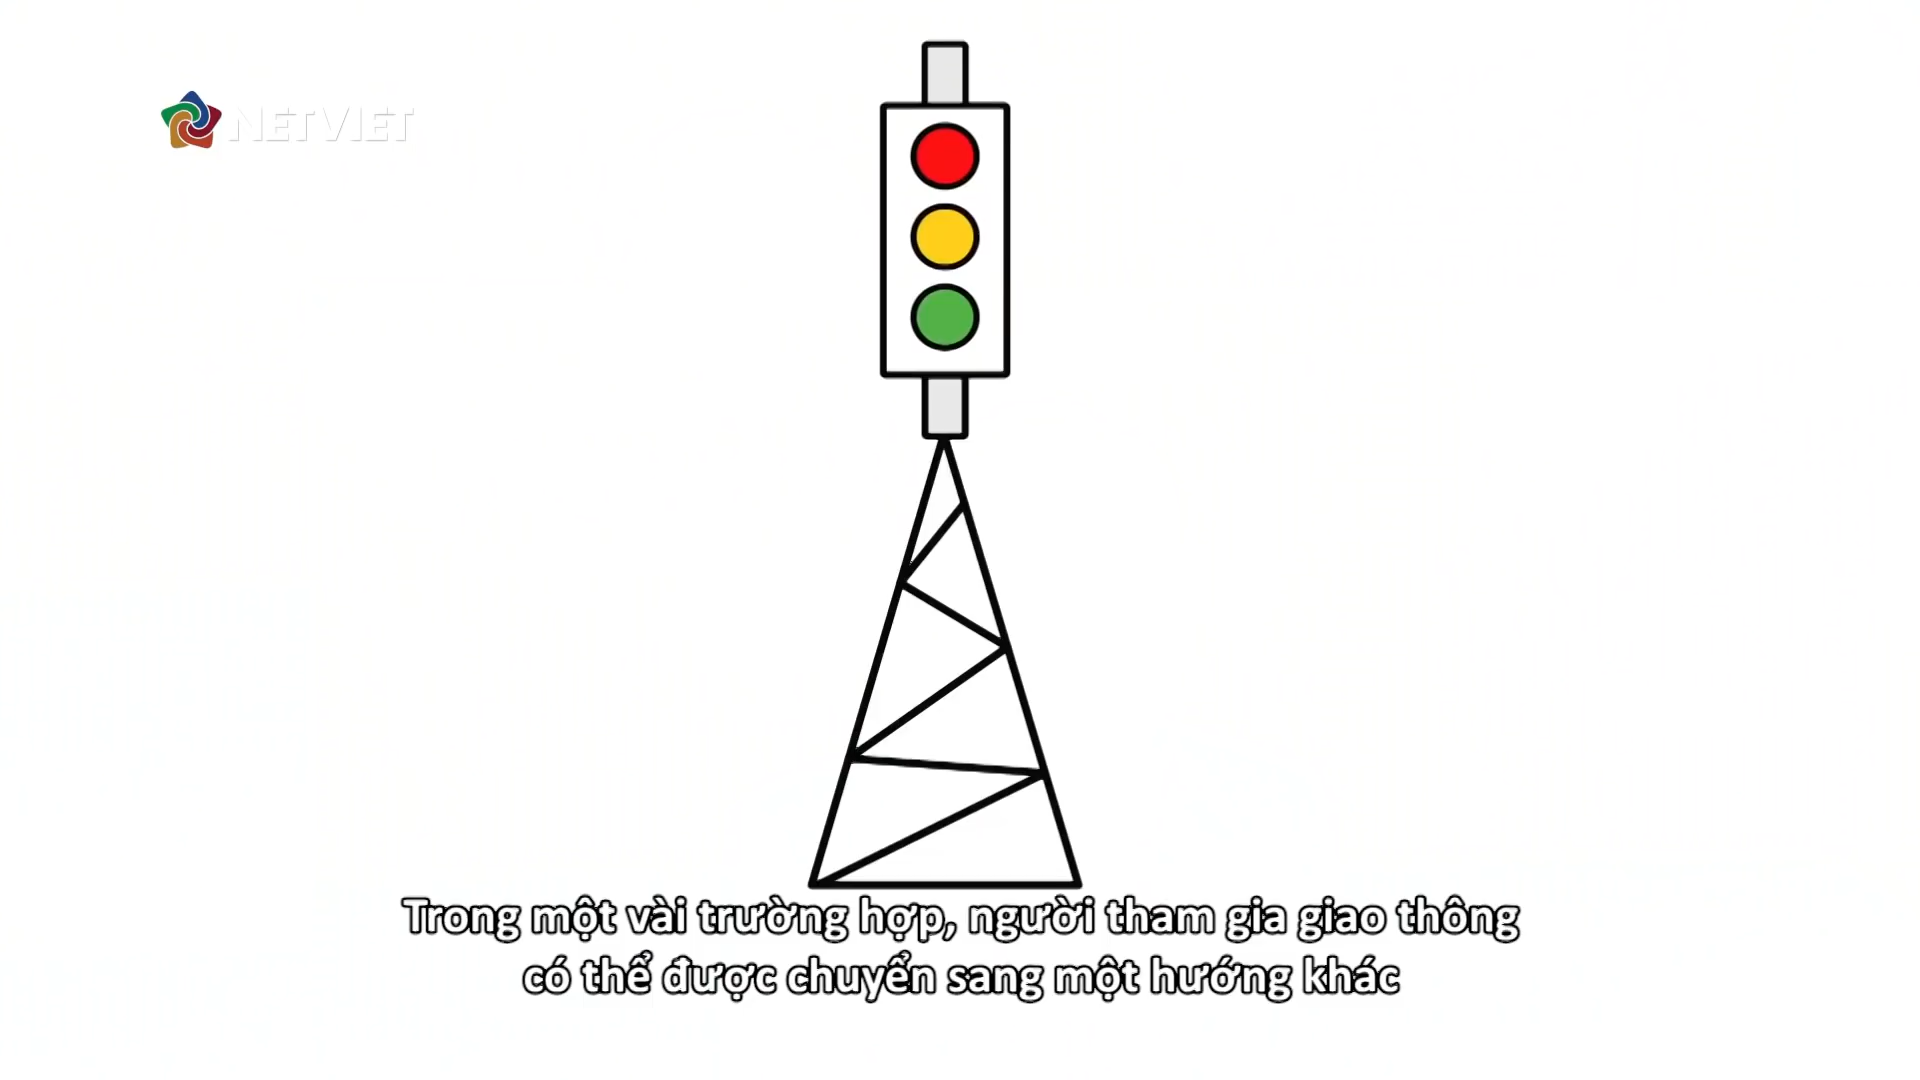 NETVIET
Trong một vài trường hợp, người tham gia giao thông
có thể được chuyển sang một hướng khác